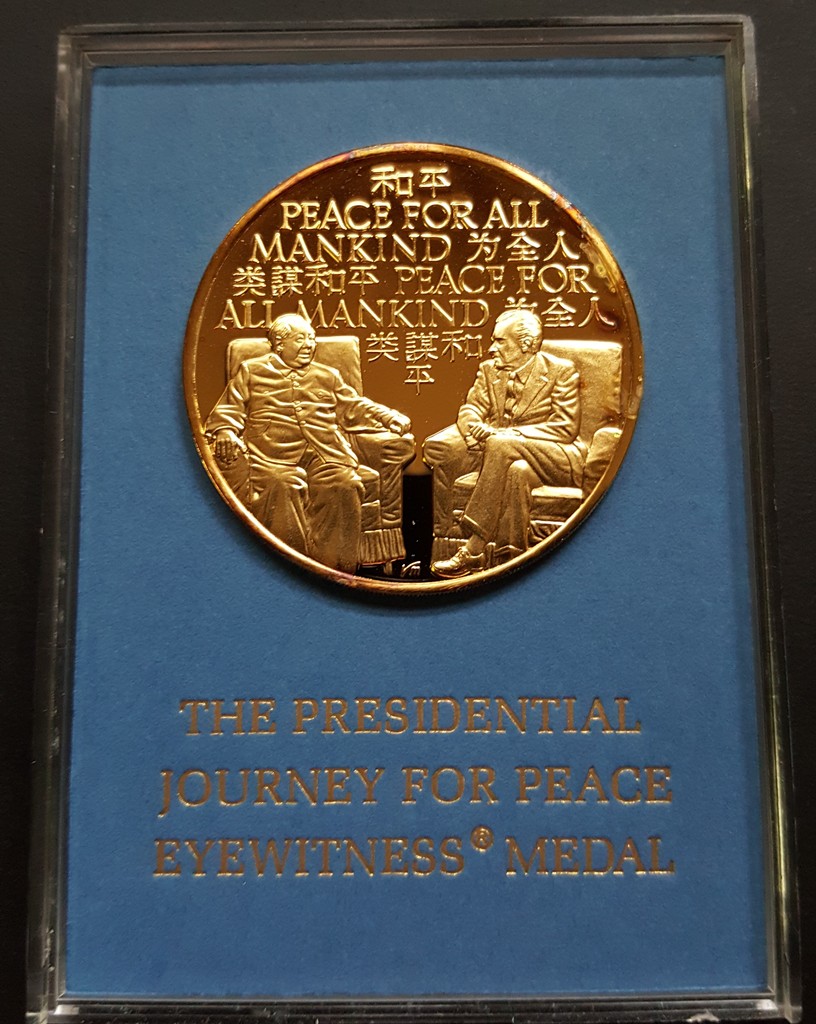 和平
PEACE FOR ALL
MANKIND 为全人
类謀和平 PEACE FOR
ALL MANKIND 为全人
类謀和
平
THE PRESIDENTIAL
JOURNEY FOR PEACE
EYEWITNESS® MEDAL